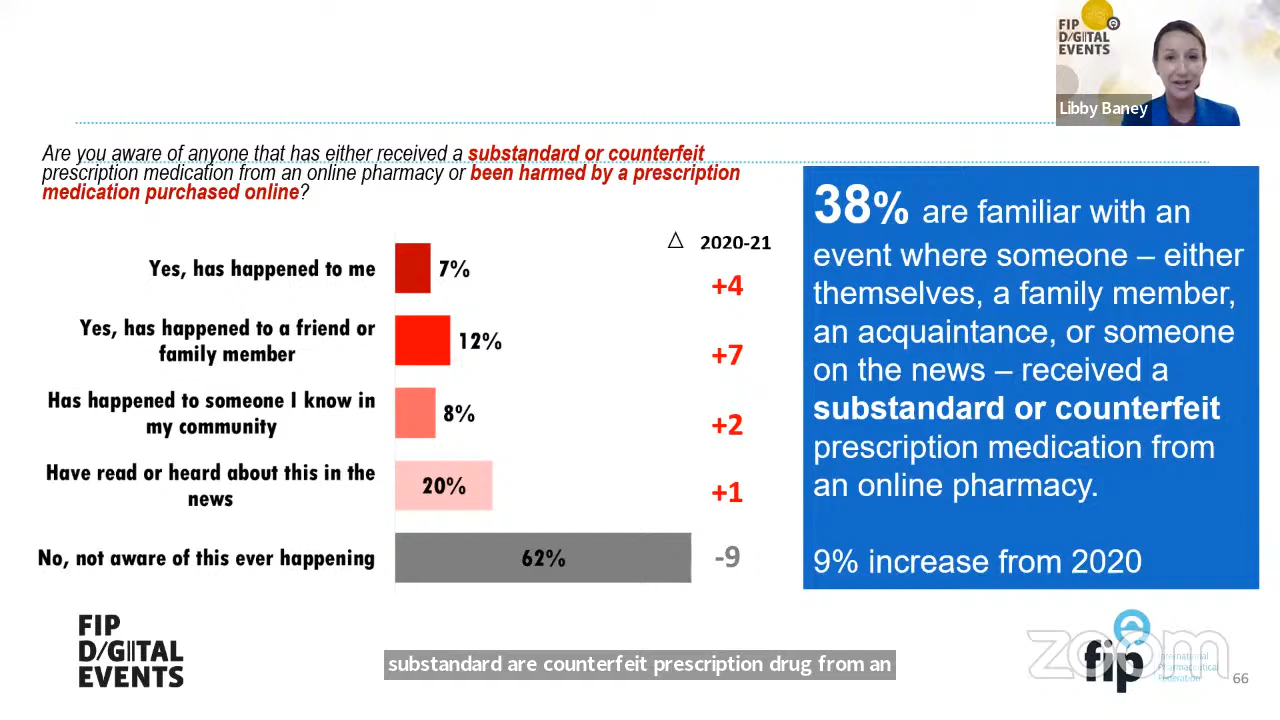 FIP
D/G|TAL
EVENTS
Libby Baney
Are you aware of anyone that has either received a substandard or counterfeit
prescription medication from an online pharmacy or been harmed by a prescription
medication purchased online?
△ 2020-21
Yes, has happened to me
7%
+4
Yes, has happened to a friend or
family member
12%
+7
Has happened to someone I know in
my community
8%
+2
Have read or heard about this in the
news
20%
+1
No, not aware of this ever happening
62%
-9
38% are familiar with an
event where someone – either
themselves, a family member,
an acquaintance, or someone
on the news – received a
substandard or counterfeit
prescription medication from
an online pharmacy.
9% increase from 2020
FIP
D/G|TAL
EVENTS
substandard are counterfeit prescription drug from an
zoom
fip
International
Pharmaceutical
Federation
66